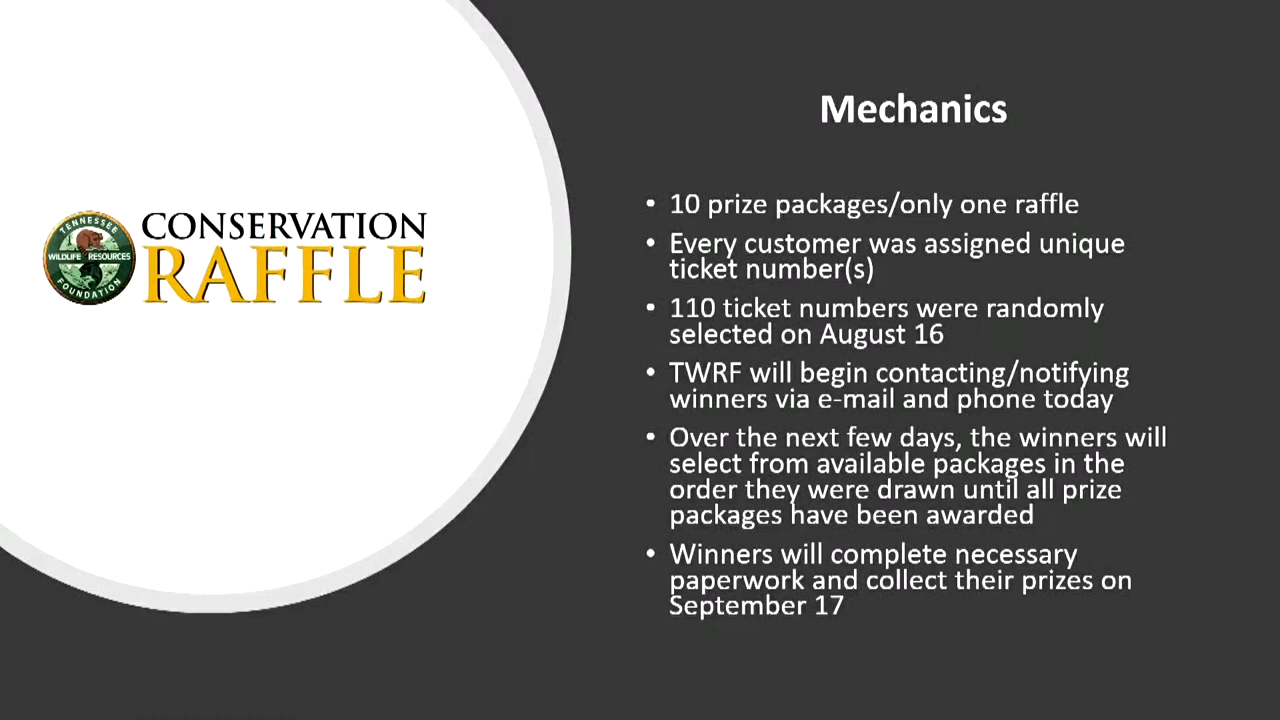 TENNESSEE
WILDLIFE RESOURCES
FOUNDATION
CONSERVATION
RAFFLE
Mechanics
• 10 prize packages/only one raffle
• Every customer was assigned unique
ticket number(s)
• 110 ticket numbers were randomly
selected on August 16
• TWRF will begin contacting/notifying
winners via e-mail and phone today
• Over the next few days, the winners will
select from available packages in the
order they were drawn until all prize
packages have been awarded
• Winners will complete necessary
paperwork and collect their prizes on
September 17